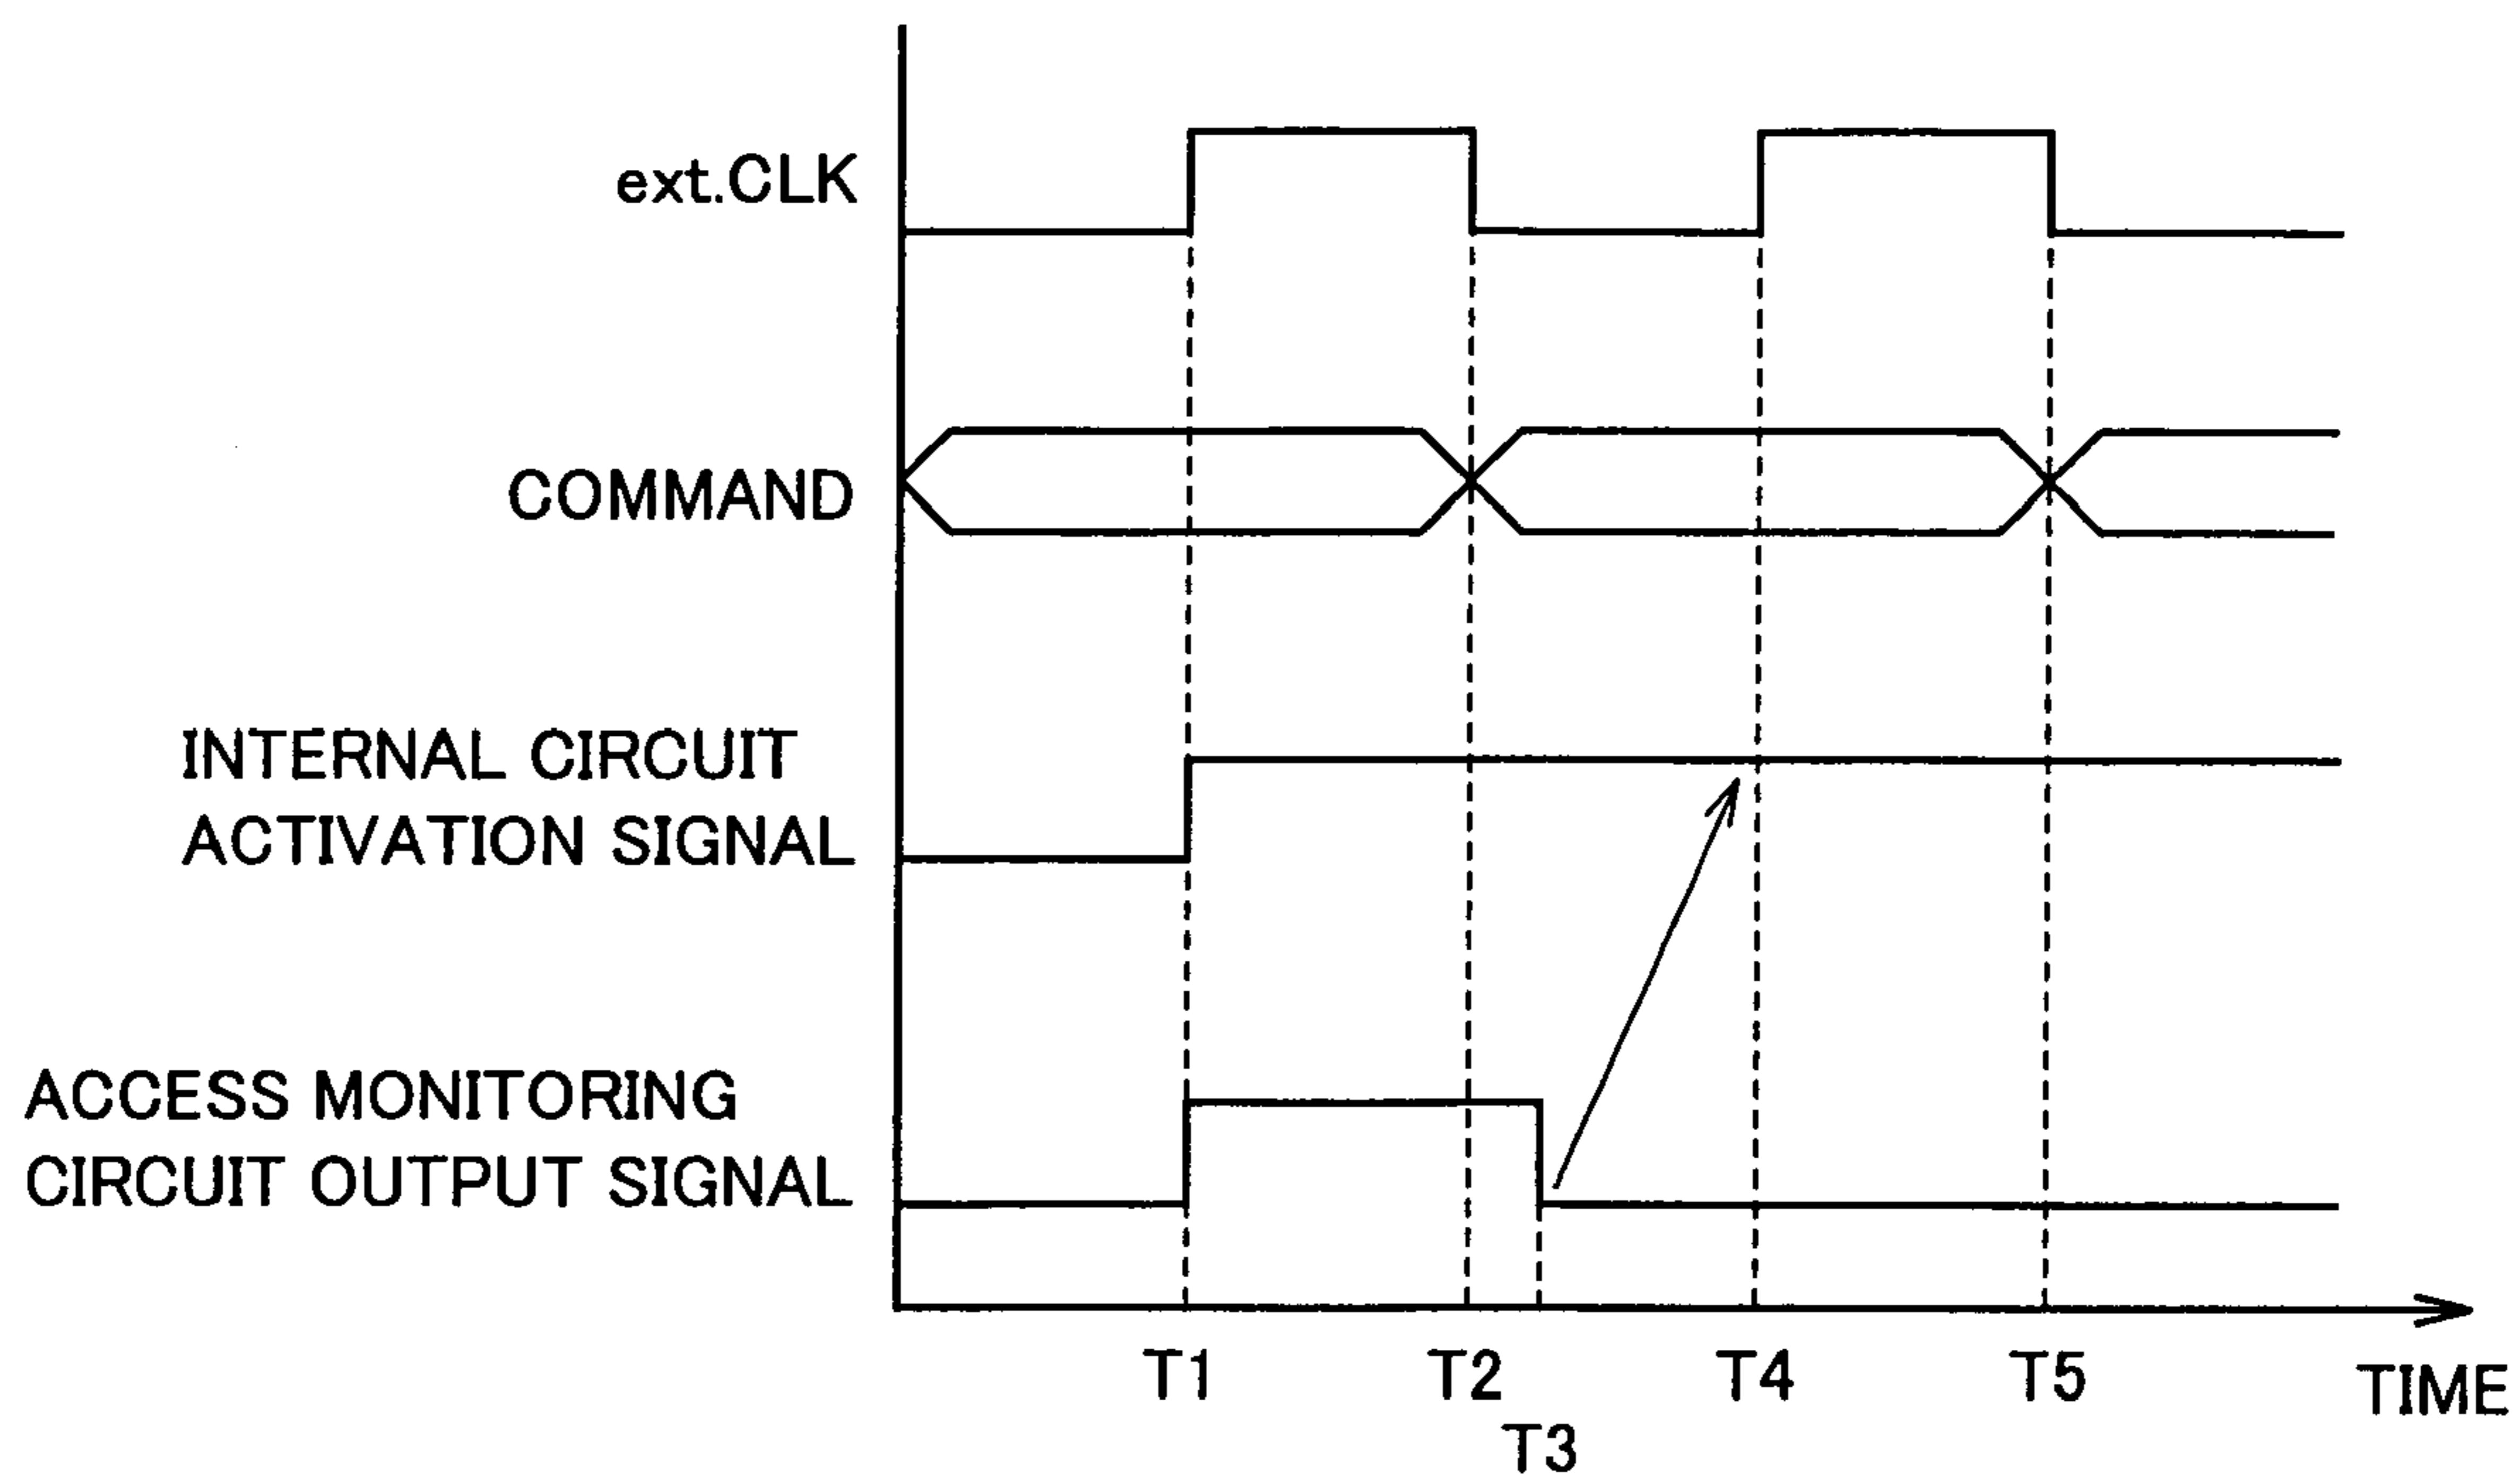 ext.CLK
COMMAND
INTERNAL CIRCUIT
ACTIVATION SIGNAL
ACCESS MONITORING
CIRCUIT OUTPUT SIGNAL
T1 T2 T4 T5
TIME
T3